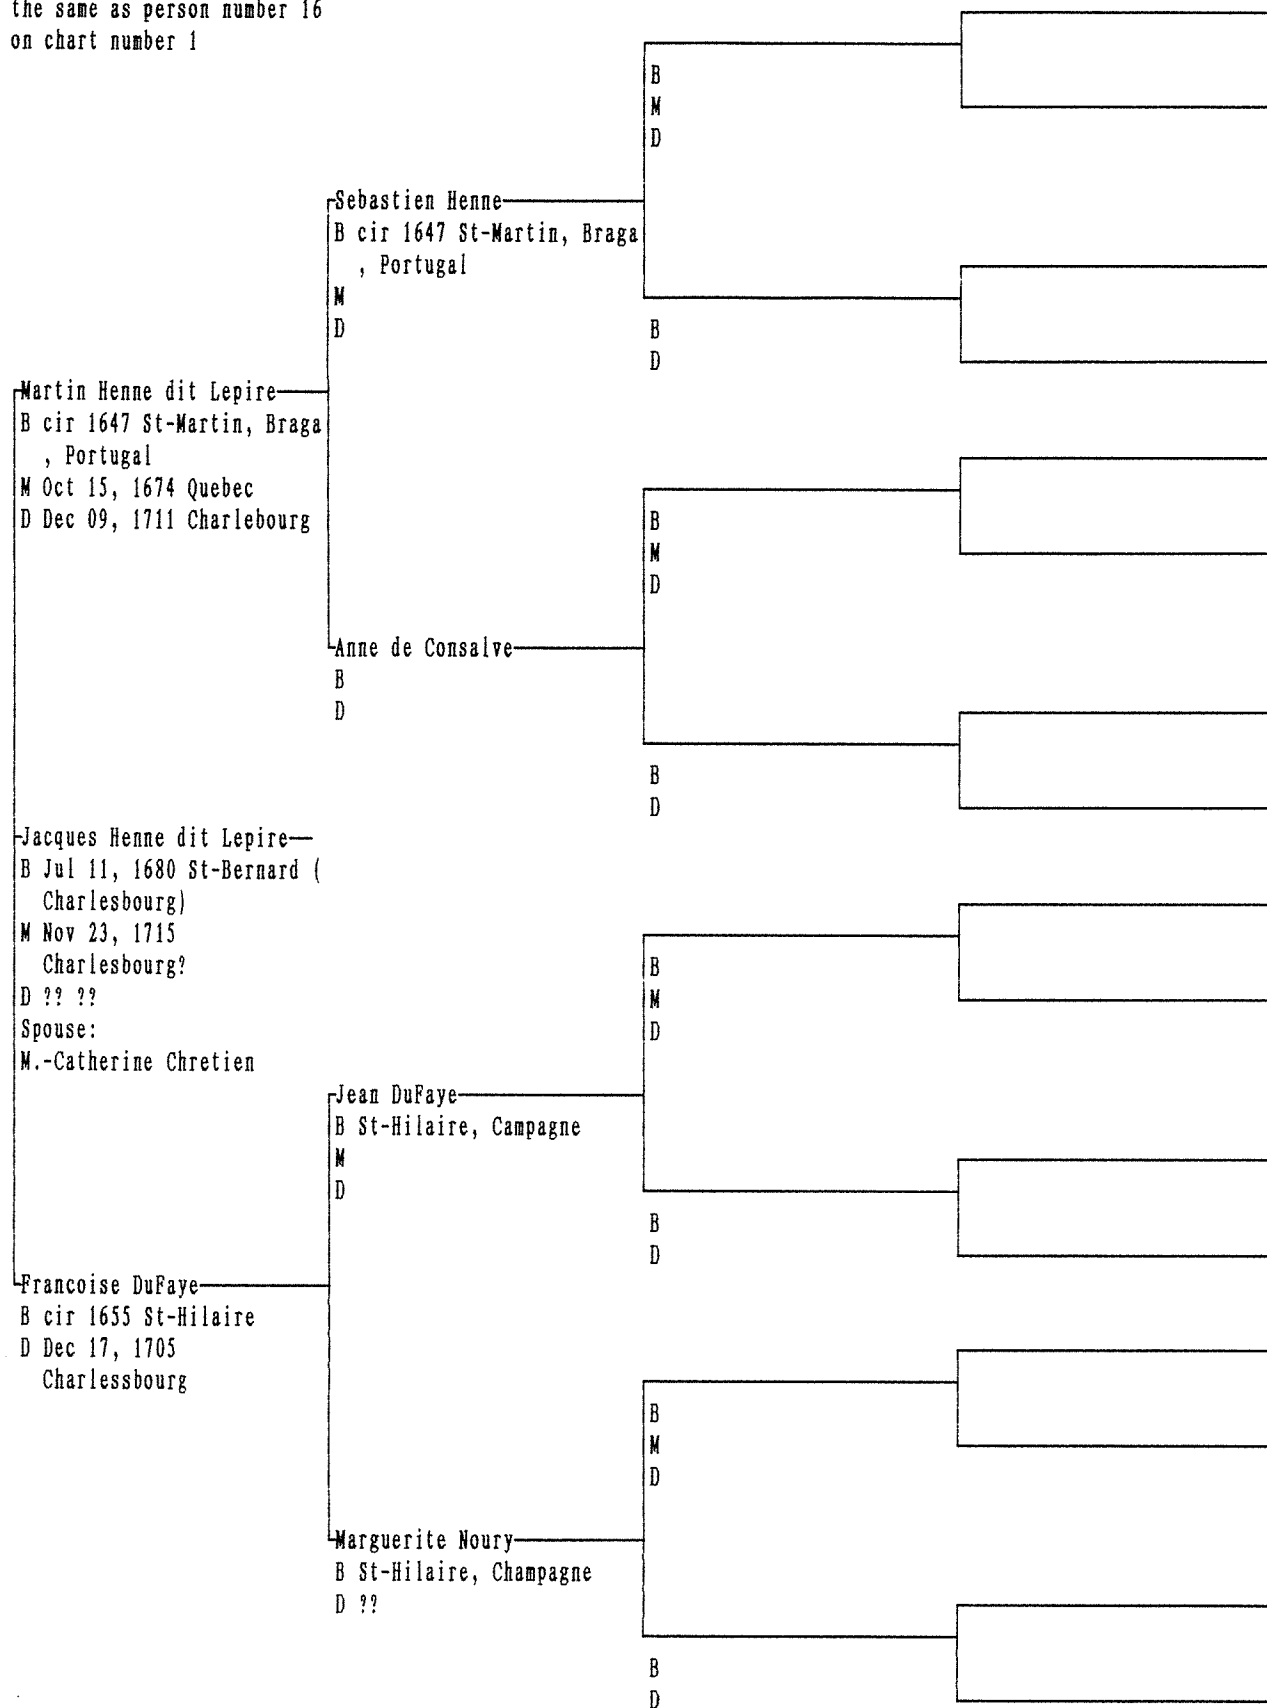 the same as person number 16
on chart number 1
B
M
D
Sebastien Henne
B cir 1647 St-Martin, Braga
, Portugal
M
D
B
D
Martin Henne dit Lepire
B cir 1647 St-Martin, Braga
, Portugal
M Oct 15, 1674 Quebec
D Dec 09, 1711 Charlebourg
B
M
D
Anne de Consalve
B
D
B
D
Jacques Henne dit Lepire
B Jul 11, 1680 St-Bernard (
Charlesbourg)
M Nov 23, 1715
Charlesbourg?
D ?? ??
Spouse:
M.-Catherine Chretien
B
M
D
Jean DuFaye
B St-Hilaire, Campagne
M
D
B
D
Francoise DuFaye
B cir 1655 St-Hilaire
D Dec 17, 1705
Charlessbourg
B
M
D
Marguerite Noury
B St-Hilaire, Champagne
D ??
B
D